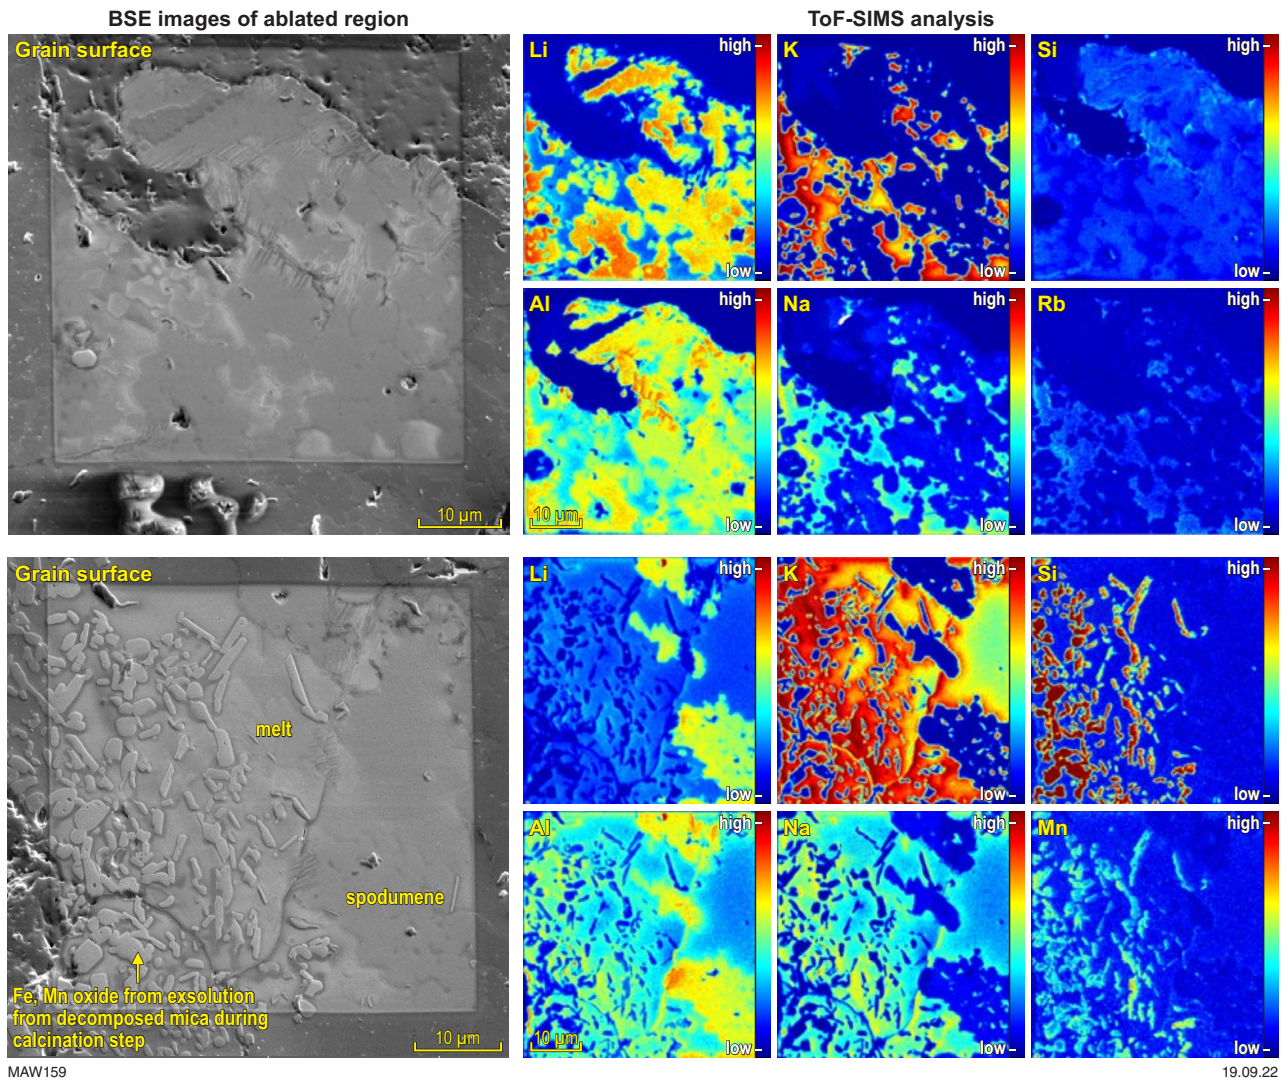 BSE images of ablated region
ToF-SIMS analysis
Grain surface
10 µm
Li
high
low
K
high
low
Si
high
low
Al
high
low
10 µm
Na
high
low
Rb
high
low
Grain surface
melt
spodumene
Fe, Mn oxide from exsolution
from decomposed mica during
calcination step
10 µm
Li
high
low
K
high
low
Si
high
low
Al
high
low
10 µm
Na
high
low
Mn
high
low
MAW159
19.09.22